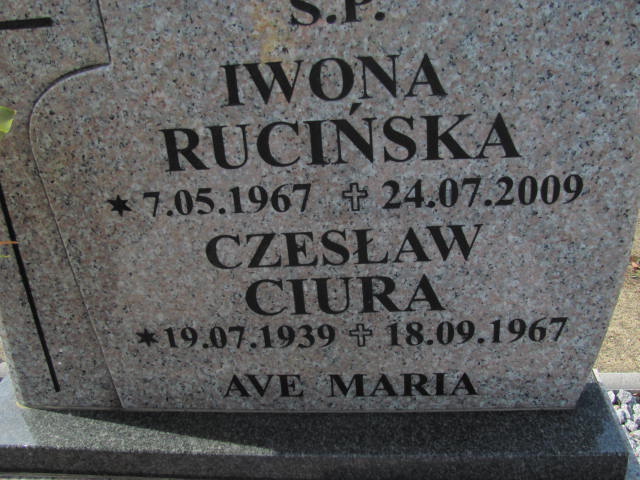 S.P.
IWONA
RUCIŃSKA
✶ 7.05.1967 ✝ 24.07.2009
CZESŁAW
CIURA
✶ 19.07.1939 ✝ 18.09.1967
AVE MARIA